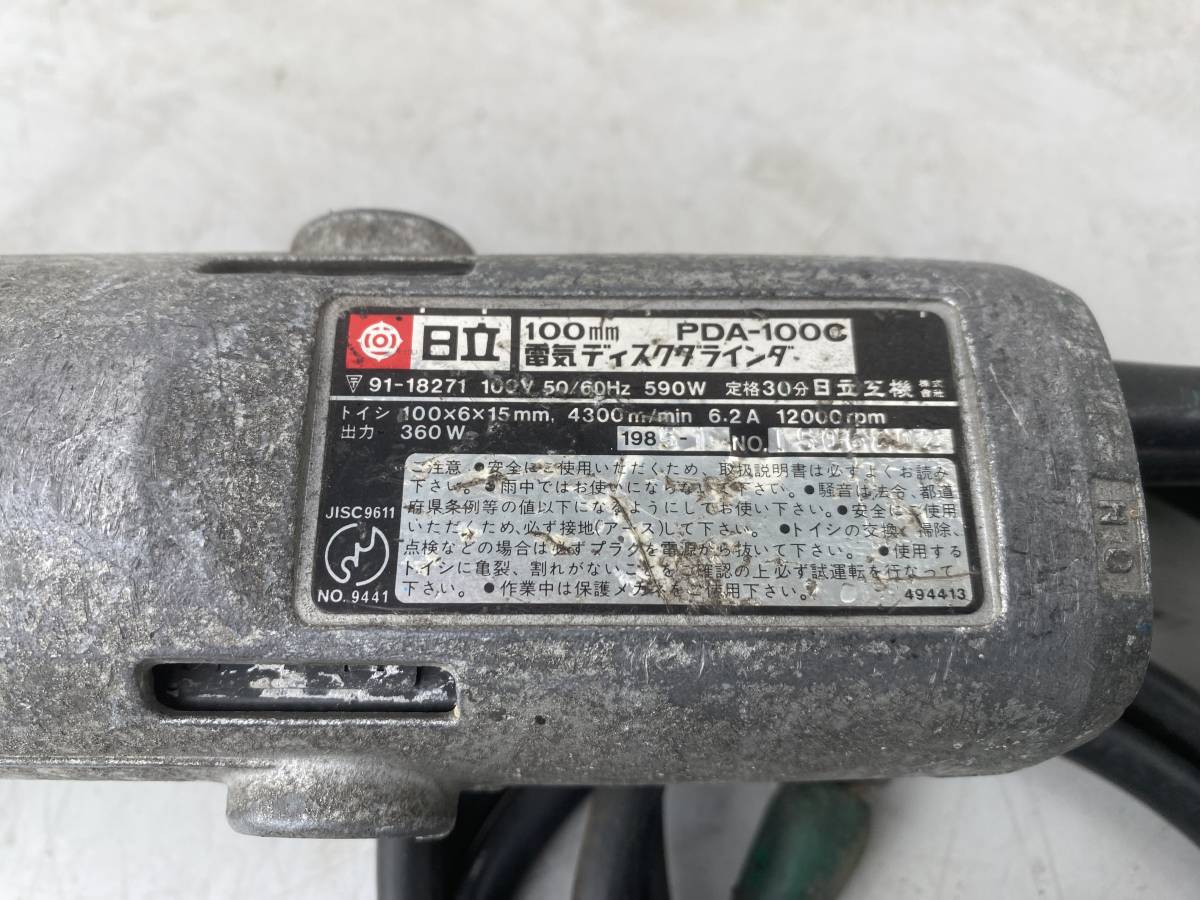 日立
100mm PDA-100C
電気ディスクグラインダ
91-18271 100V 50/60Hz 590W 定格30分 日立工機 株式会社
トイシ 100×6×15mm, 4300m/min 6.2A 12000rpm
出力 360W
198 NO.
ご注意 ●安全にご使用いただくため、取扱説明書は必ずよくお読み
下さい。●雨中ではお使いにならないで下さい。●騒音は法令、都道
府県条例等の値以下になるようにしてお使い下さい。●安全にご使用
いただくため、必ず接地(アース)して下さい。●トイシの交換、掃除、
点検などの場合は必ずプラグを電源から抜いて下さい。●使用する
トイシに亀裂、割れがないことをご確認の上必ず試運転を行なって
下さい。●作業中は保護メガネをご使用下さい。 494413
JISC9611
NO.9441
ON